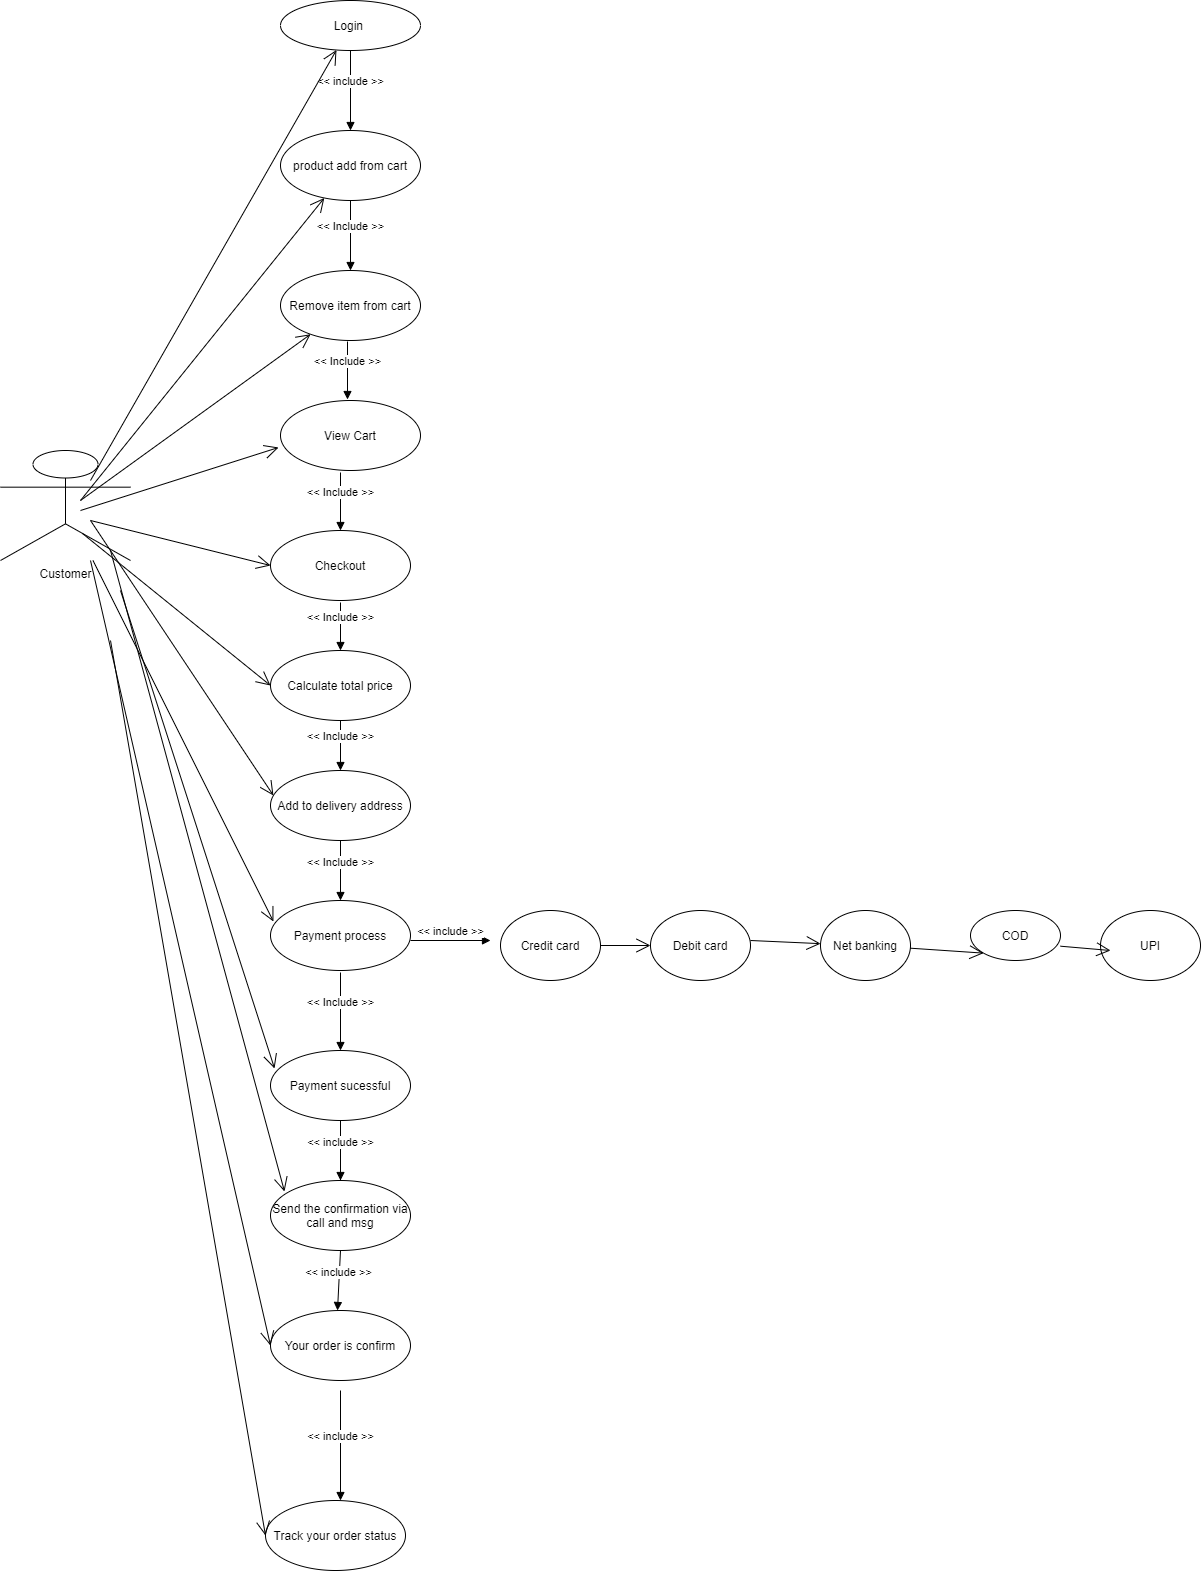 Login
<< include >>
product add from cart
<< Include >>
Remove item from cart
<< Include >>
View Cart
<< Include >>
Checkout
Customer
<< Include >>
Calculate total price
<< Include >>
Add to delivery address
<< Include >>
Payment process
<< include >>
Credit card
Debit card
Net banking
COD
UPI
<< Include >>
Payment sucessful
<< include >>
Send the confirmation via
call and msg
<< include >>
Your order is confirm
<< include >>
Track your order status